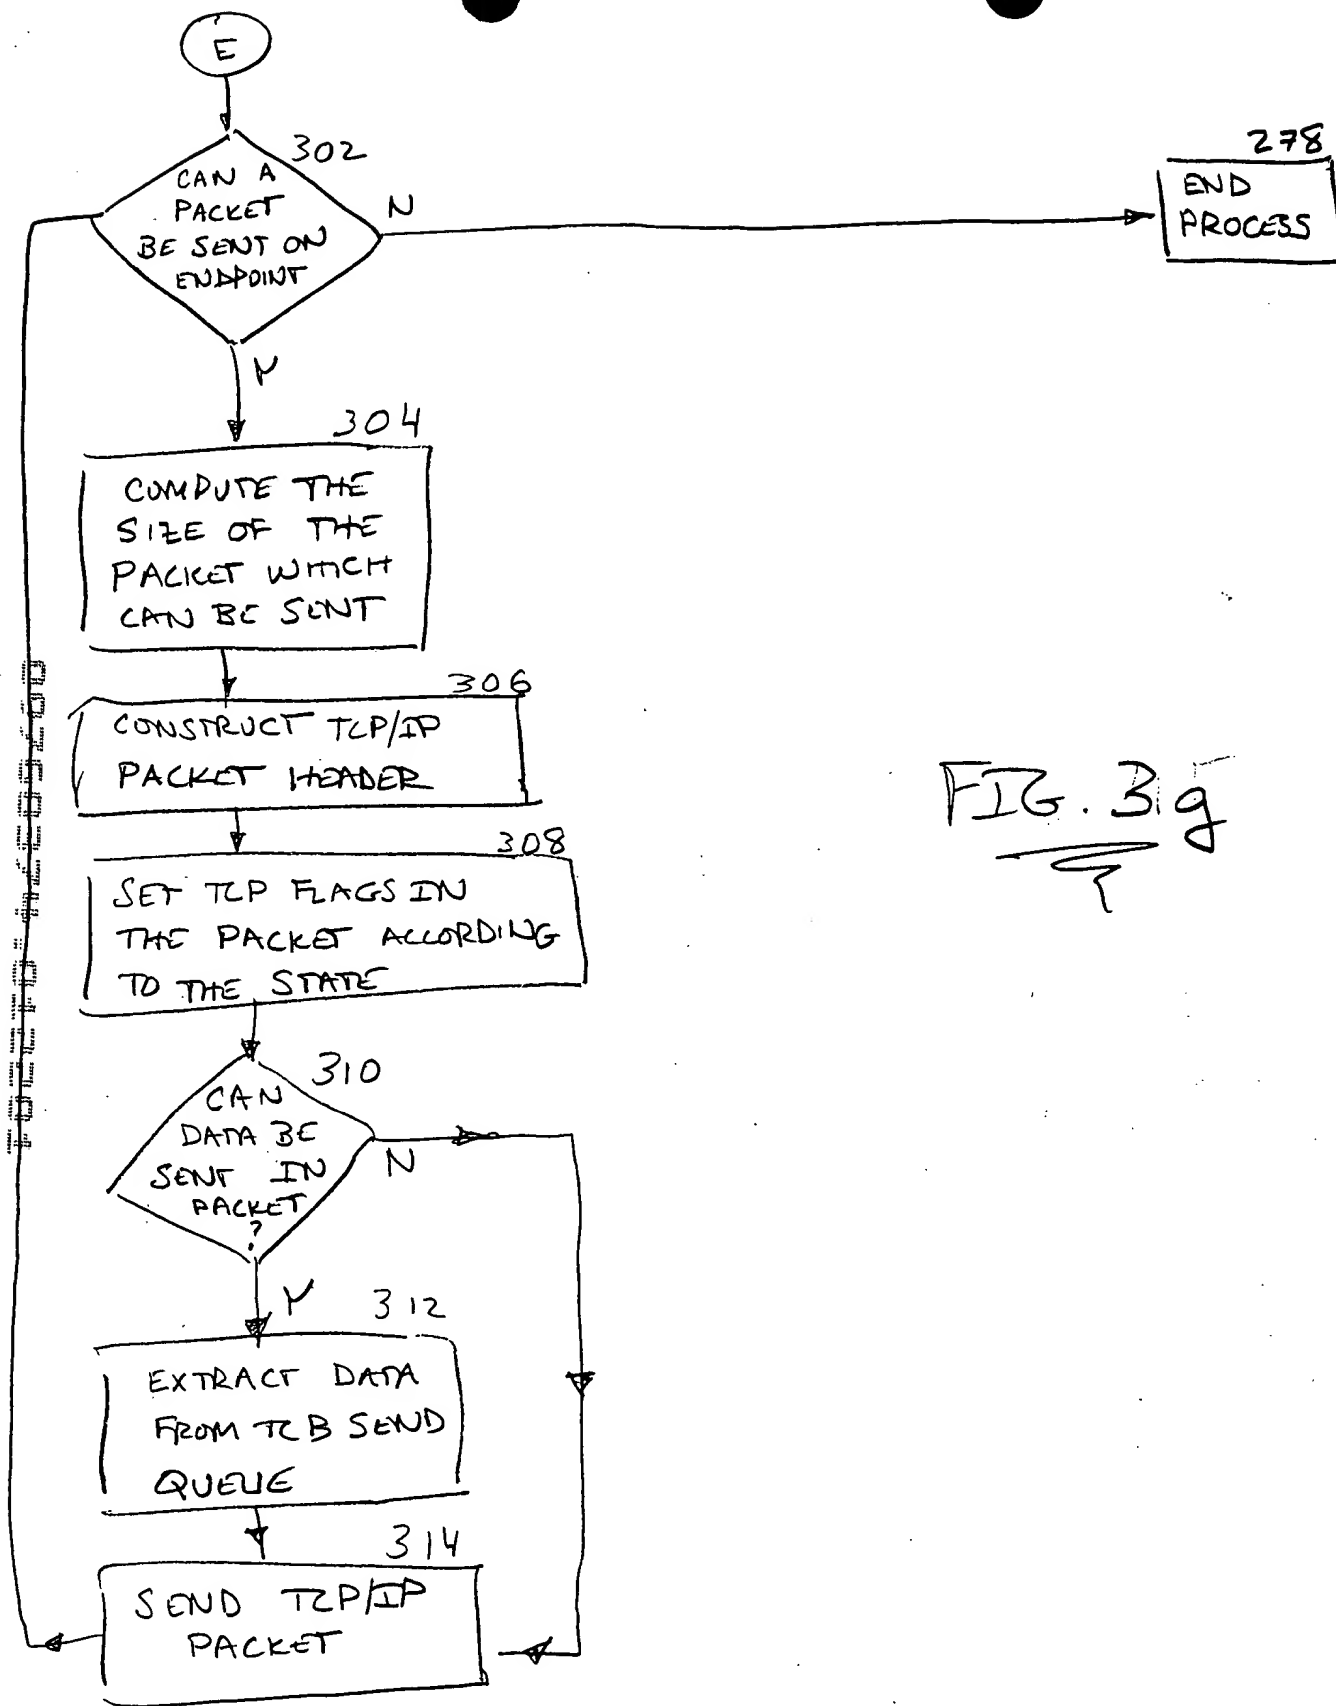 E
302
CAN A
PACKET
BE SENT ON
ENDPOINT
N
278
END
PROCESS
Y
304
COMPUTE THE
SIZE OF THE
PACKET WHICH
CAN BE SENT
306
CONSTRUCT TCP/IP
PACKET HEADER
308
SET TCP FLAGS IN
THE PACKET ACCORDING
TO THE STATE
FIG. 3g
310
CAN
DATA BE
SENT IN
PACKET
?
N
Y
312
EXTRACT DATA
FROM TCB SEND
QUEUE
314
SEND TCP/IP
PACKET